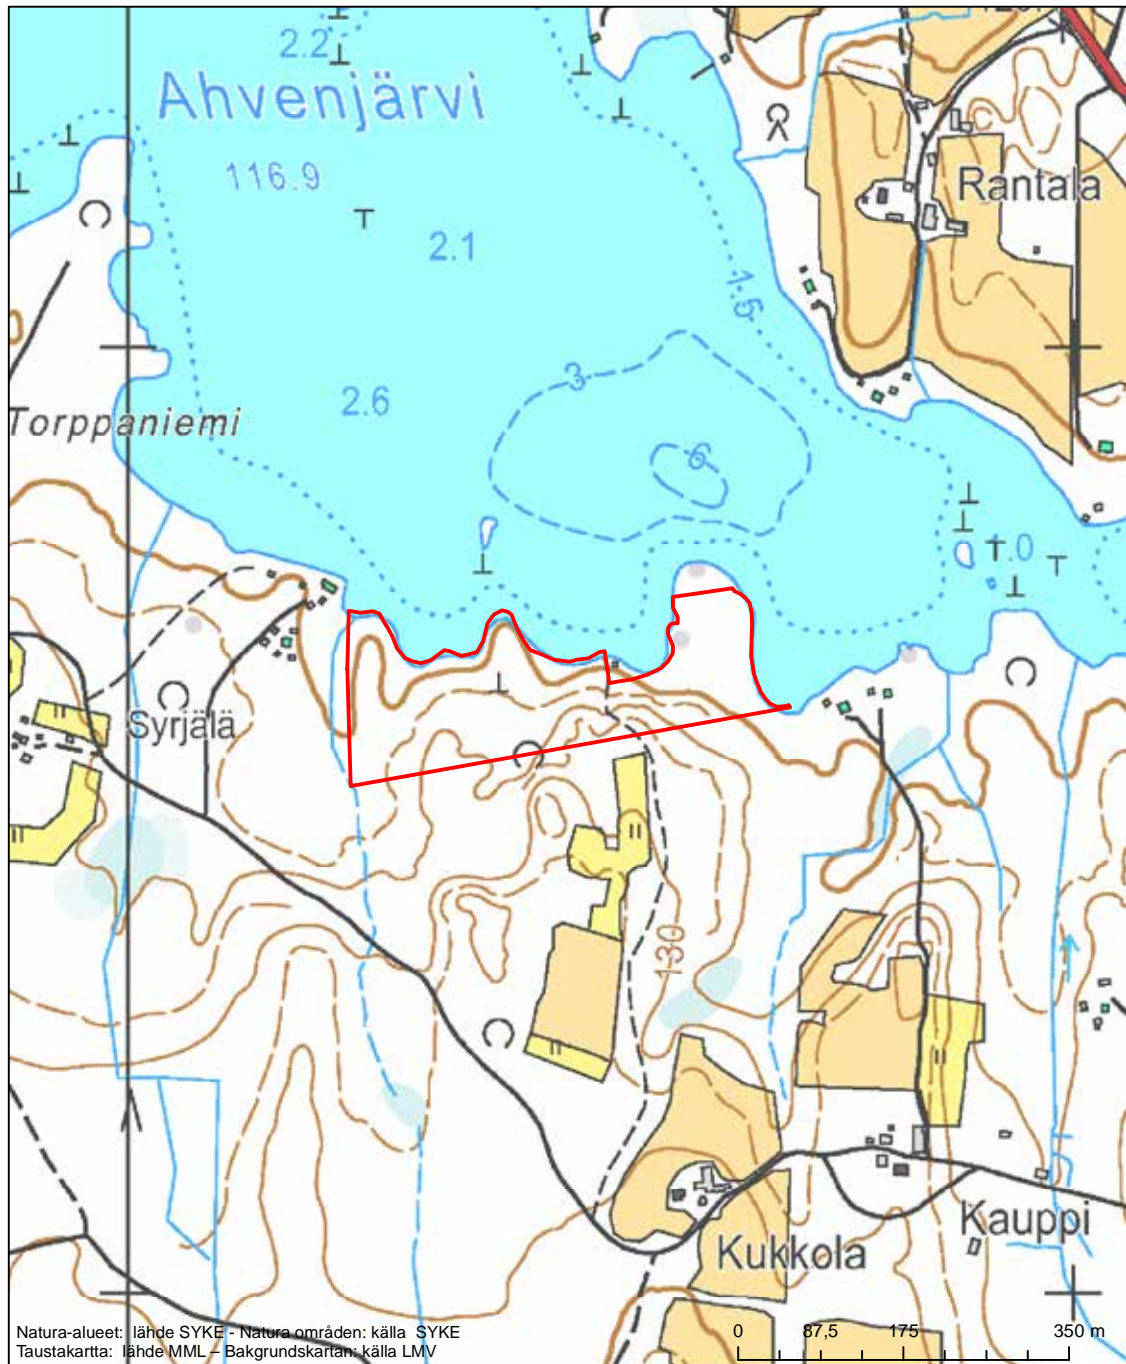 2.2
Ahvenjärvi
116.9
Rantala
2.1
1.5
3
2.6
Torppaniemi
6
1.0
Syrjälä
130
Kauppi
Kukkola
Natura-alueet: lähde SYKE - Natura områden: källa SYKE
Taustakartta: lähde MML – Bakgrundskartan: källa LMV
0 87,5 175 350 m